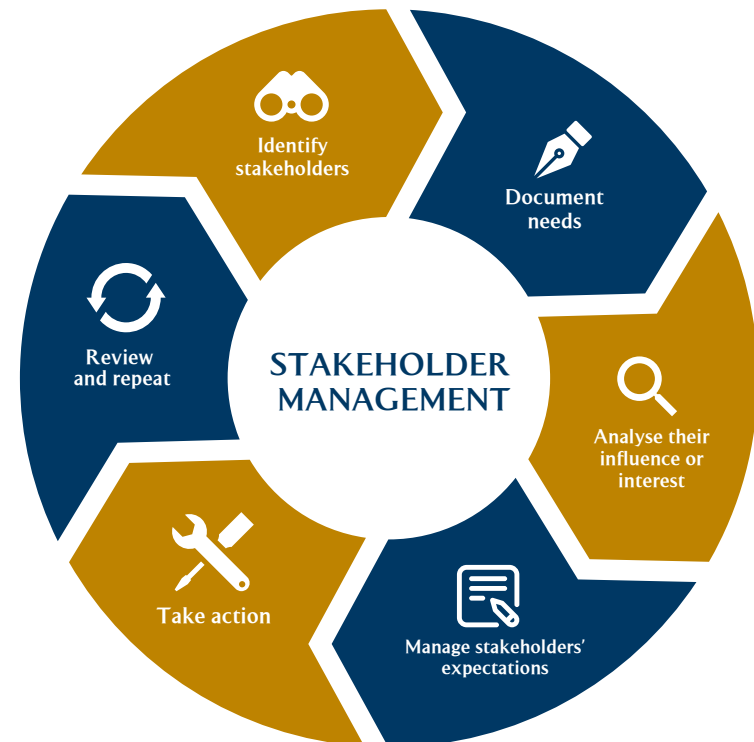 Identify
stakeholders
Document
needs
Analyse their
influence or
interest
Manage stakeholders'
expectations
Take action
Review
and repeat
STAKEHOLDER
MANAGEMENT